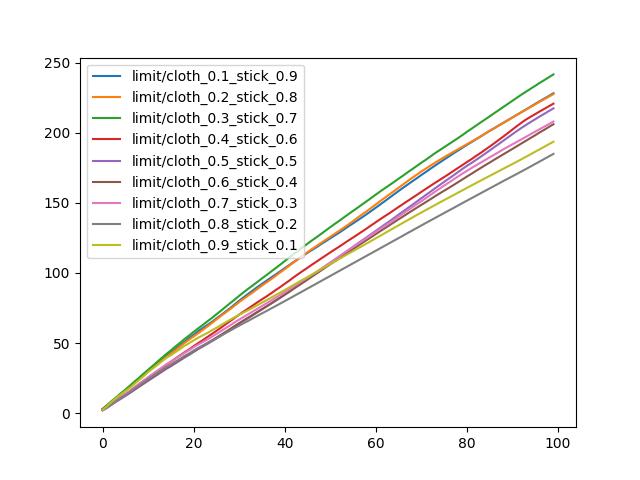 250
200
150
100
50
0
limit/cloth_0.1_stick_0.9
limit/cloth_0.2_stick_0.8
limit/cloth_0.3_stick_0.7
limit/cloth_0.4_stick_0.6
limit/cloth_0.5_stick_0.5
limit/cloth_0.6_stick_0.4
limit/cloth_0.7_stick_0.3
limit/cloth_0.8_stick_0.2
limit/cloth_0.9_stick_0.1
0 20 40 60 80 100